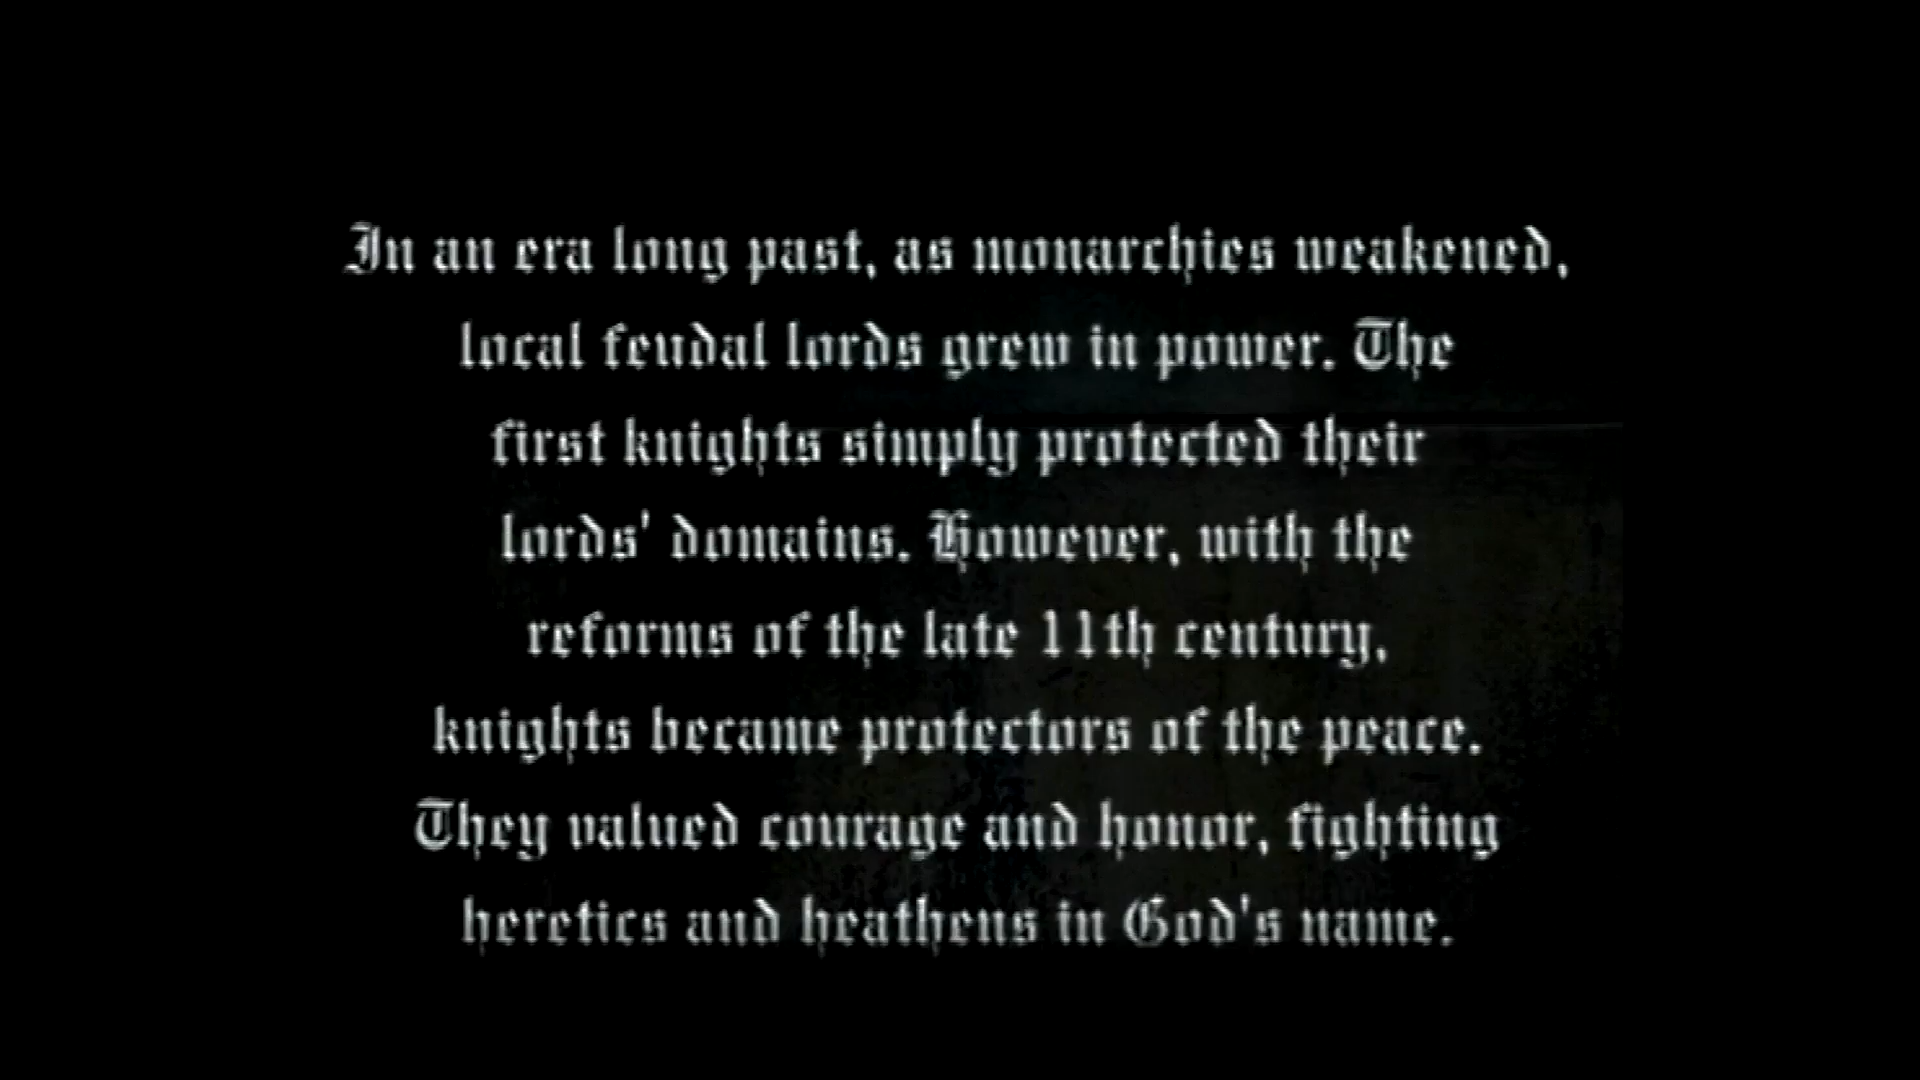 In an era long past, as monarchies weakened,
local feudal lords grew in power. The
first knights simply protected their
lords' domains. However, with the
reforms of the late 11th century,
knights became protectors of the peace.
They valued courage and honor, fighting
heretics and heathens in God's name.